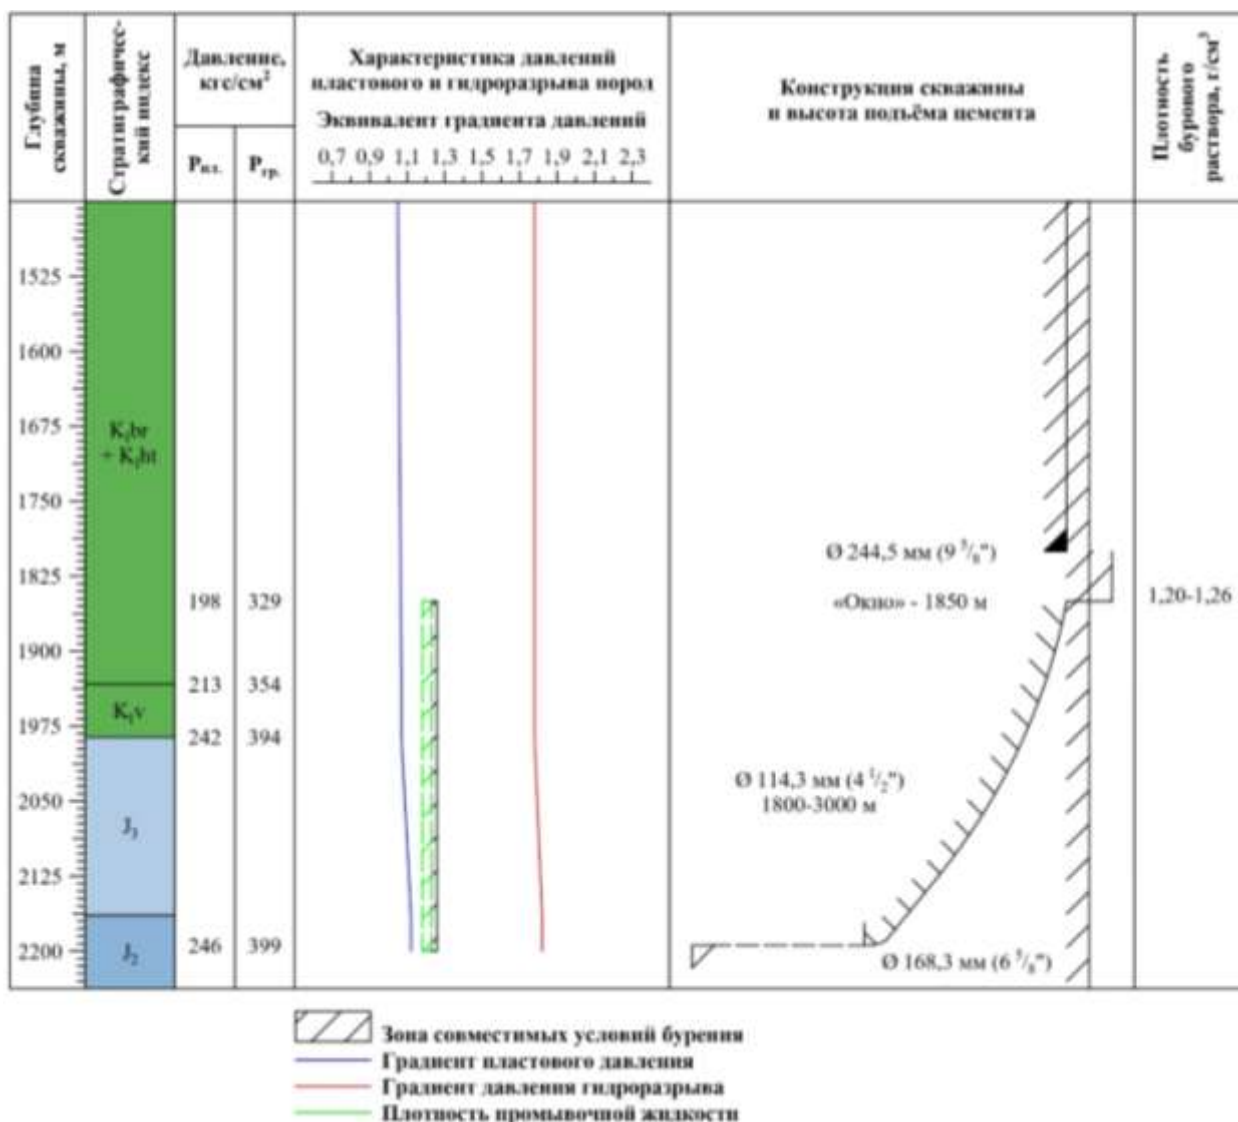 Глубина
скважины, м
Стратиграфичес-
кий индекс
Давление,
кгс/см²
Рпл.
Ргр.
Характеристика давлений
пластового и гидроразрыва пород
Эквивалент градиента давлений
0,7 0,9 1,1 1,3 1,5 1,7 1,9 2,1 2,3
Конструкция скважины
и высота подъёма цемента
Плотность
бурового
раствора, г/см³
1525
1600
1675
1750
1825
1900
1975
2050
2125
2200
K₁br
+ K₁ht
K₁v
J₃
J₂
198 329
213 354
242 394
246 399
Ø 244,5 мм (9 ⁵/₈")
«Окно» - 1850 м
1,20-1,26
Ø 114,3 мм (4 ¹/₂")
1800-3000 м
Ø 168,3 мм (6 ⁵/₈")
Зона совместимых условий бурения
Градиент пластового давления
Градиент давления гидроразрыва
Плотность промывочной жидкости